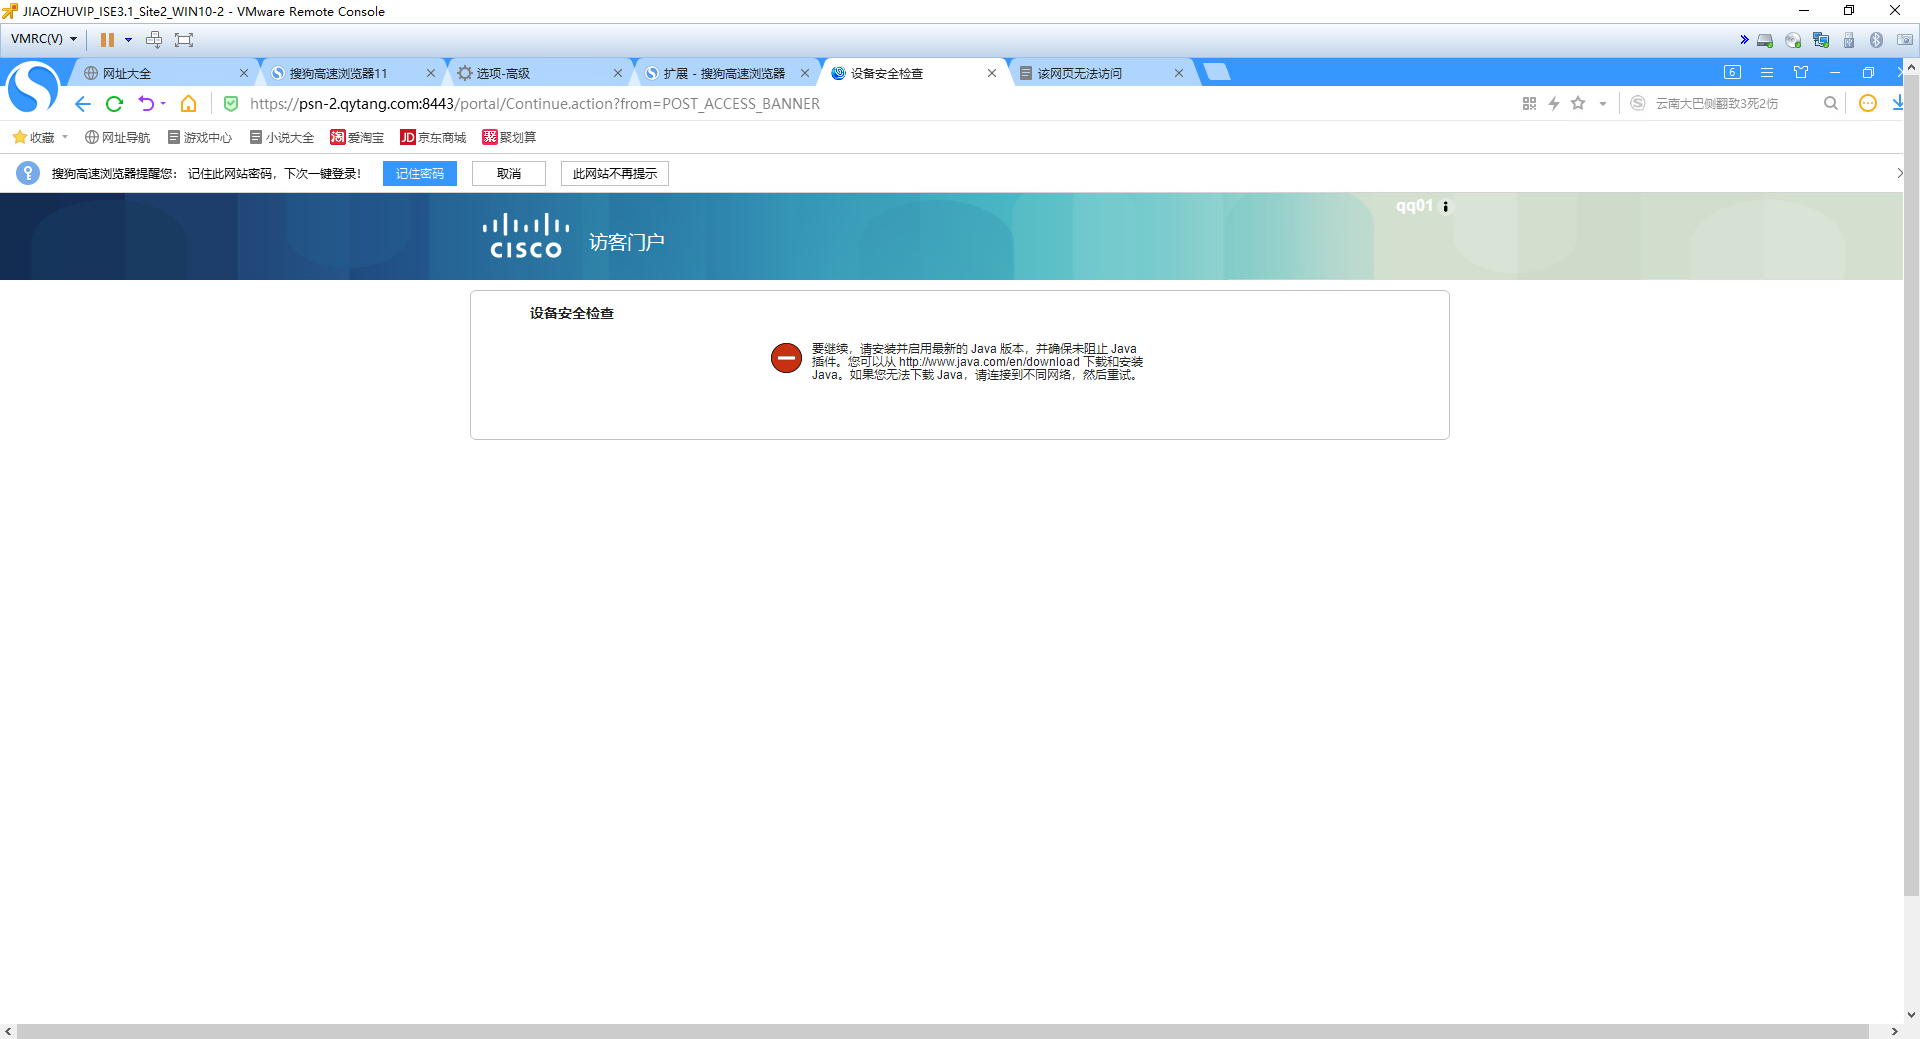 JIAOZHUVIP_ISE3.1_Site2_WIN10-2 - VMware Remote Console
VMRC(V)
网址大全
搜狗高速浏览器11
选项-高级
扩展 - 搜狗高速浏览器
设备安全检查
该网页无法访问
6
https://psn-2.qytang.com:8443/portal/Continue.action?from=POST_ACCESS_BANNER
云南大巴侧翻致3死2伤
收藏
网址导航
游戏中心
小说大全
淘 爱淘宝
JD 京东商城
聚 聚划算
搜狗高速浏览器提醒您： 记住此网站密码，下次一键登录！
记住密码
取消
此网站不再提示
CISCO
访客门户
qq01
设备安全检查
要继续，请安装并启用最新的 Java 版本，并确保未阻止 Java
插件。您可以从 http://www.java.com/en/download 下载和安装
Java。如果您无法下载 Java，请连接到不同网络，然后重试。